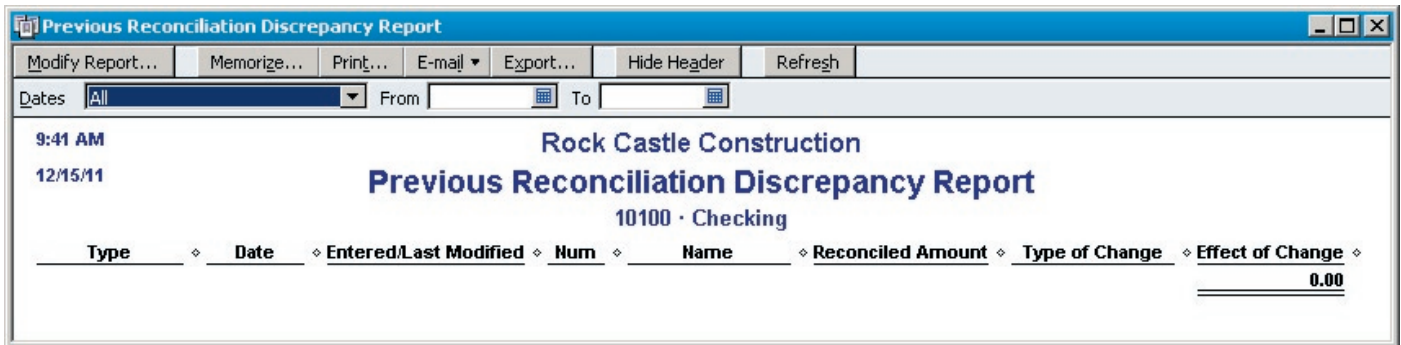 Previous Reconciliation Discrepancy Report
Modify Report... Memorize... Print... E-mail Export... Hide Header Refresh
Dates All From To
9:41 AM Rock Castle Construction
12/15/11 Previous Reconciliation Discrepancy Report
10100 · Checking
Type Date Entered/Last Modified Num Name Reconciled Amount Type of Change Effect of Change
0.00